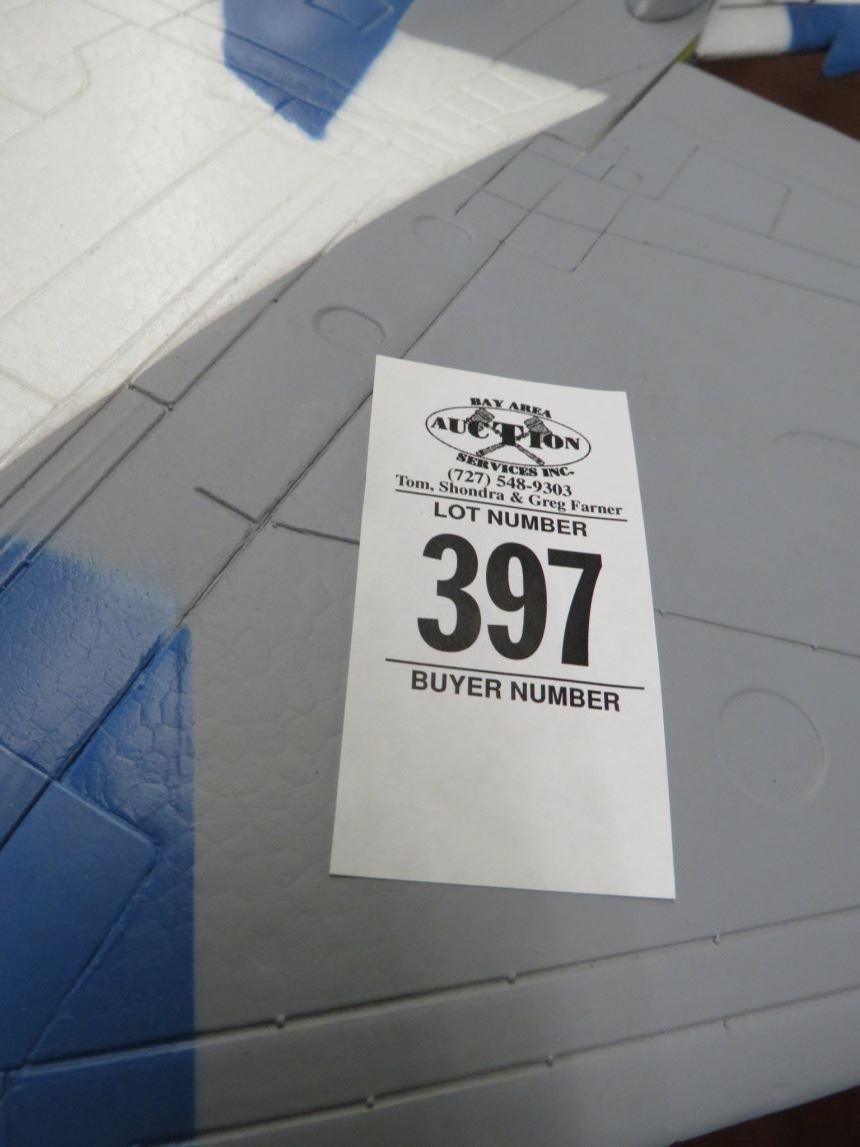 BAY AREA
AUCTION
SERVICES INC.
(727) 548-9303
Tom, Shondra & Greg Farner
LOT NUMBER
397
BUYER NUMBER